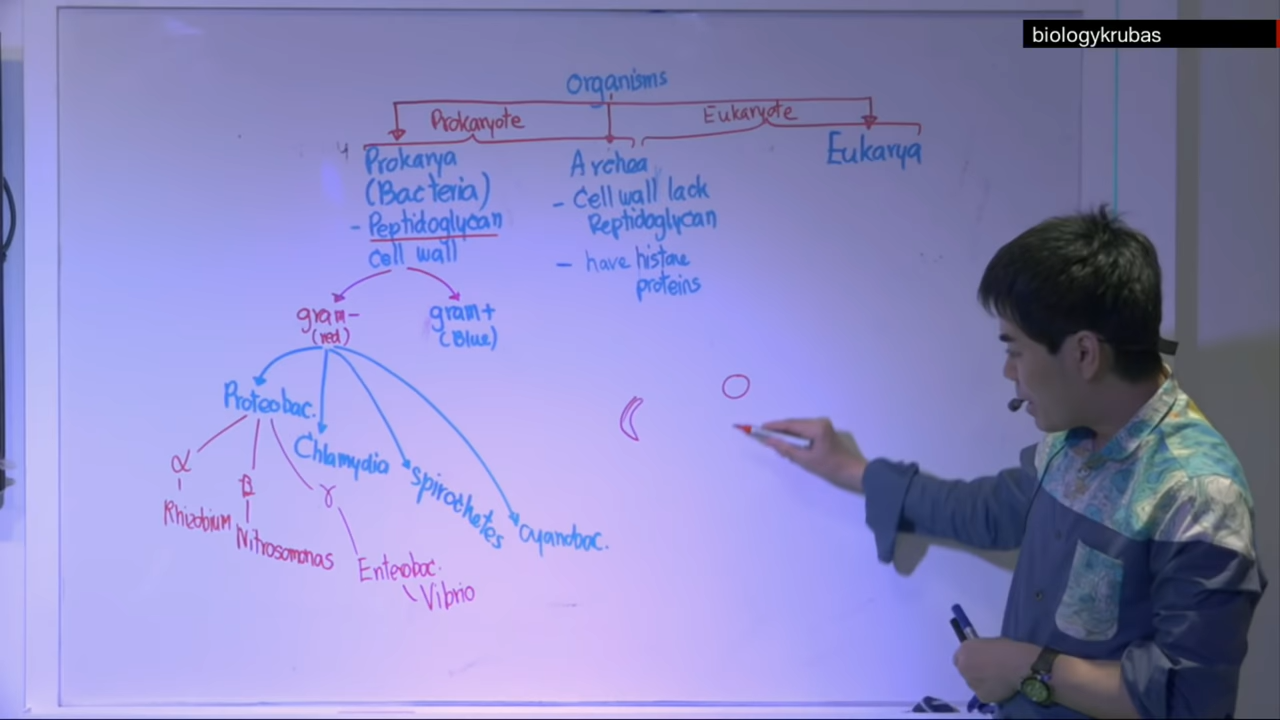 biologykrubas
Organisms
Prokaryote
Eukaryote
Prokarya
(Bacteria)
- Peptidoglycan
Cell wall
Archea
- Cell wall lack
Peptidoglycan
- have histone
proteins
Eukarya
gram-
(red)
gram+
(Blue)
Proteobac.
Chlamydia
Spirochetes
Cyanobac.
α
Rhizobium
β
Nitrosomonas
γ
Enterobac.
Vibrio